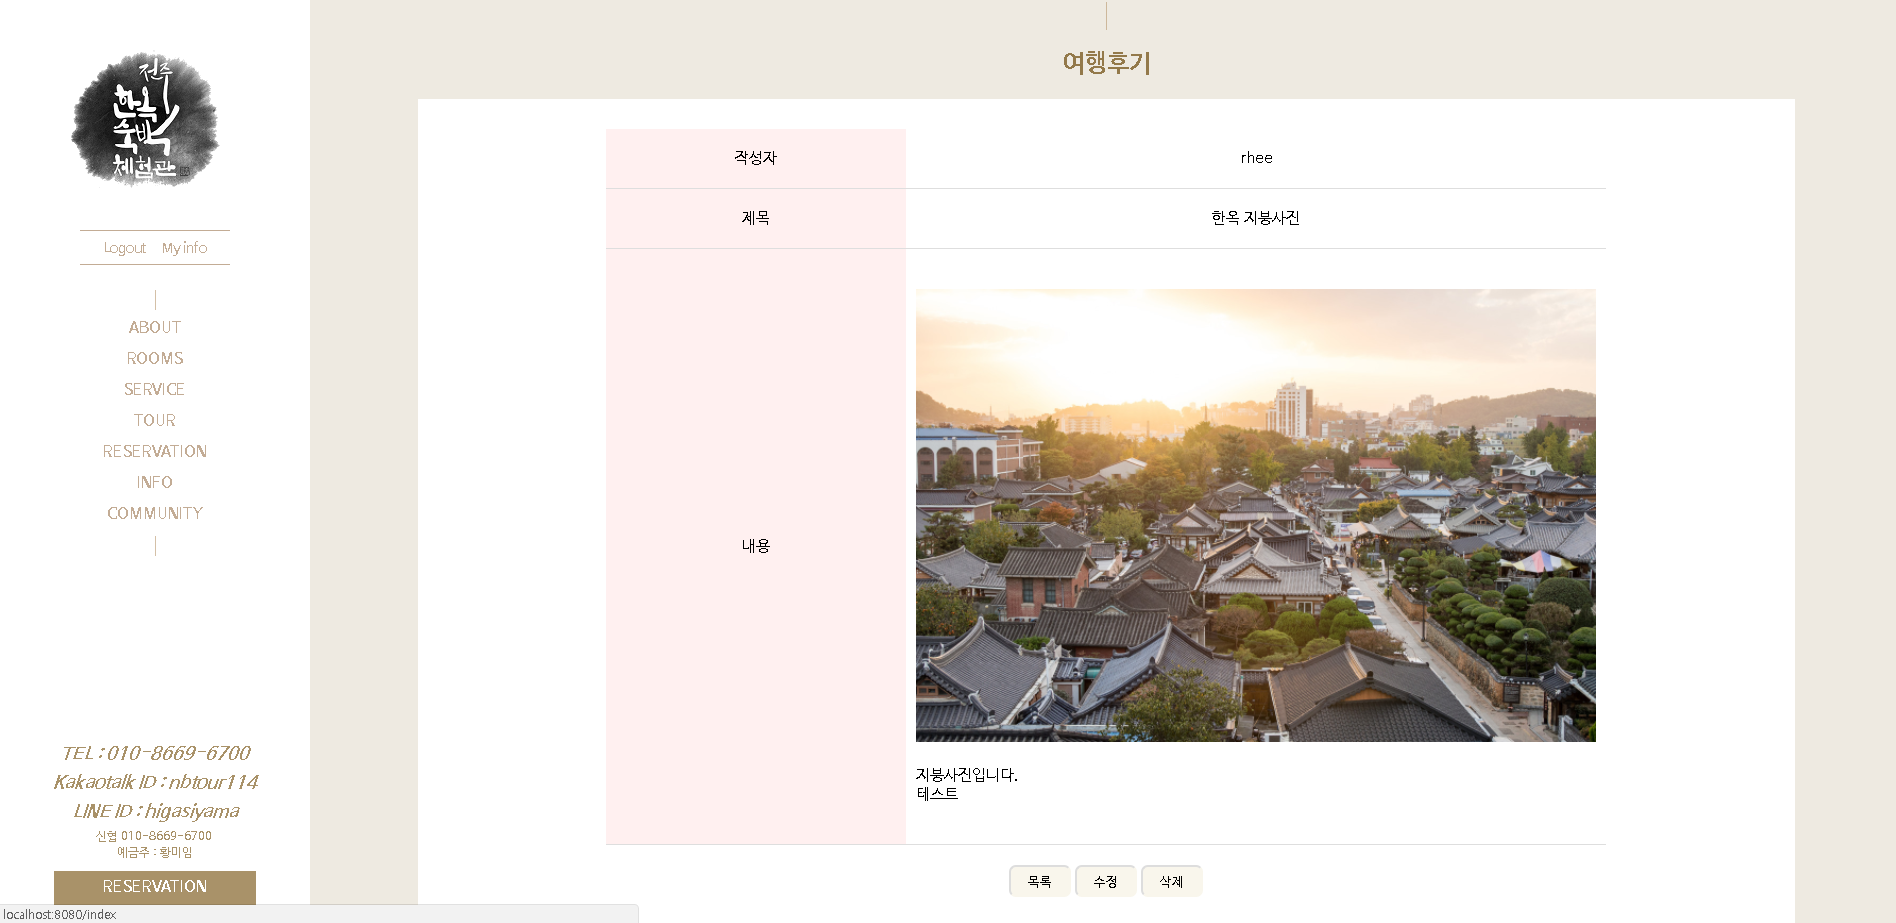 전주
한옥
숙박
체험관
Logout My info
ABOUT
ROOMS
SERVICE
TOUR
RESERVATION
INFO
COMMUNITY
TEL : 010-8669-6700
Kakaotalk ID : nbtour114
LINE ID : higasiyama
신협 010-8669-6700
예금주 : 황미임
RESERVATION
localhost:8080/index
여행후기
작성자 rhee
제목 한옥 지붕사진
내용
지붕사진입니다.
테스트
목록 수정 삭제